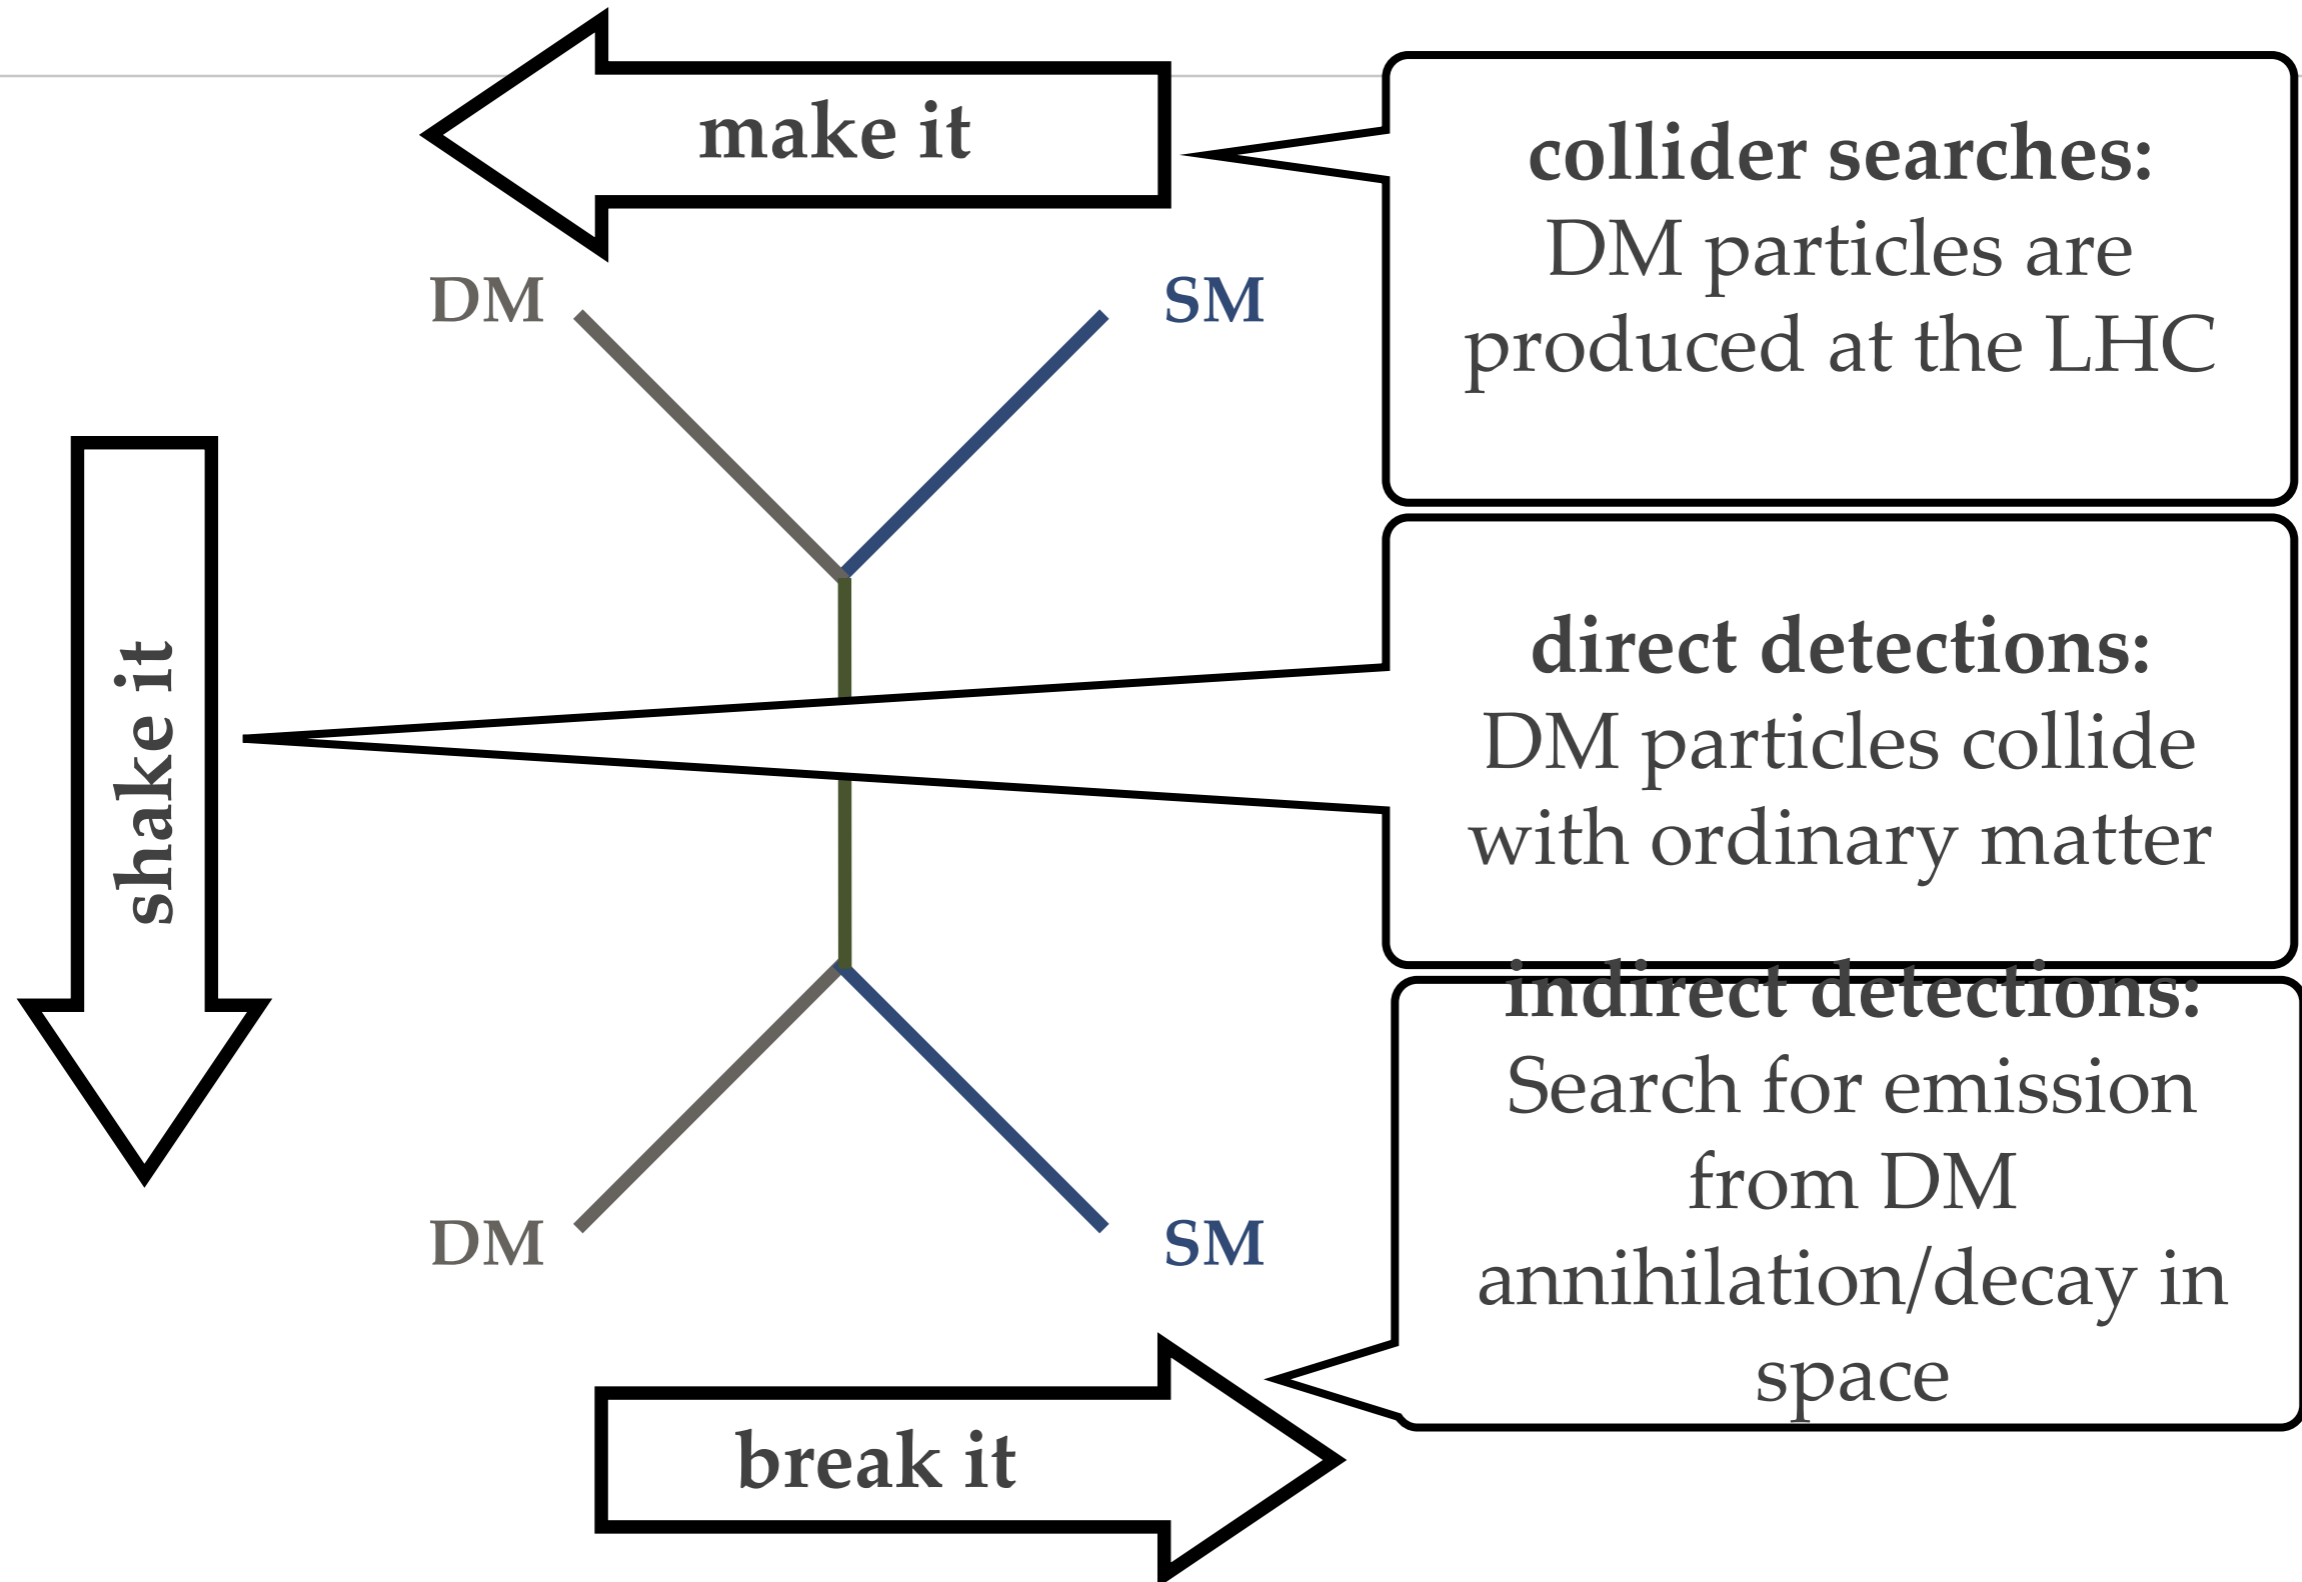 make it
collider searches:
DM particles are
produced at the LHC
DM
SM
shake it
direct detections:
DM particles collide
with ordinary matter
indirect detections:
Search for emission
from DM
annihilation/decay in
space
DM
SM
break it